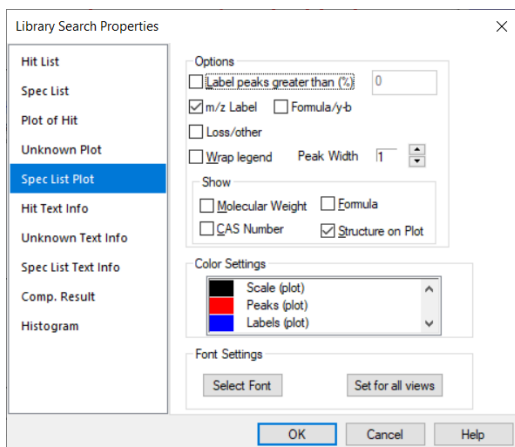 Library Search Properties
Hit List
Spec List
Plot of Hit
Unknown Plot
Spec List Plot
Hit Text Info
Unknown Text Info
Spec List Text Info
Comp. Result
Histogram
Options
Label peaks greater than (%) 0
m/z Label Formula/y-b
Loss/other
Wrap legend Peak Width 1
Show
Molecular Weight Formula
CAS Number Structure on Plot
Color Settings
Scale (plot)
Peaks (plot)
Labels (plot)
Font Settings
Select Font Set for all views
OK Cancel Help